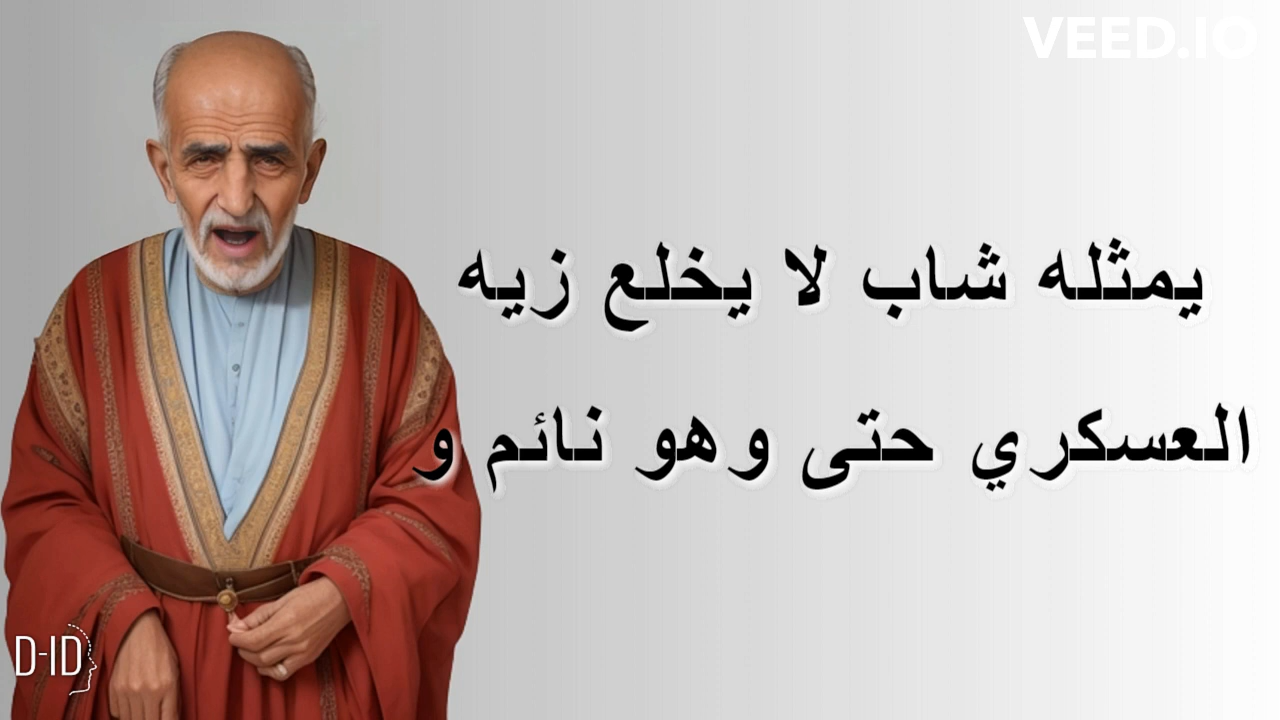 VEED.IO
يمثله شاب لا يخلع زيه
العسكري حتى وهو نائم و
D-ID